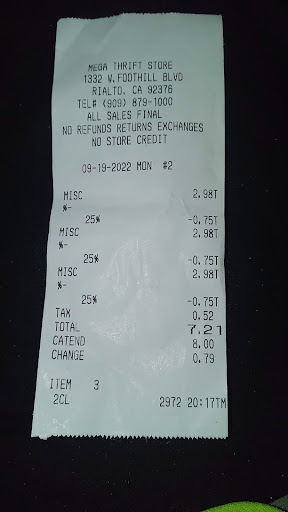 MEGA THRIFT STORE
1332 W.FOOTHILL BLVD
RIALTO, CA 92376
TEL# (909) 879-1000
ALL SALES FINAL
NO REFUNDS RETURNS EXCHANGES
NO STORE CREDIT
09-19-2022 MON #2
MISC 2.98T
%-
25% -0.75T
MISC 2.98T
%-
25% -0.75T
MISC 2.98T
%-
25% -0.75T
TAX 0.52
TOTAL 7.21
CATEND 8.00
CHANGE 0.79
ITEM 3
2CL 2972 20:17TM